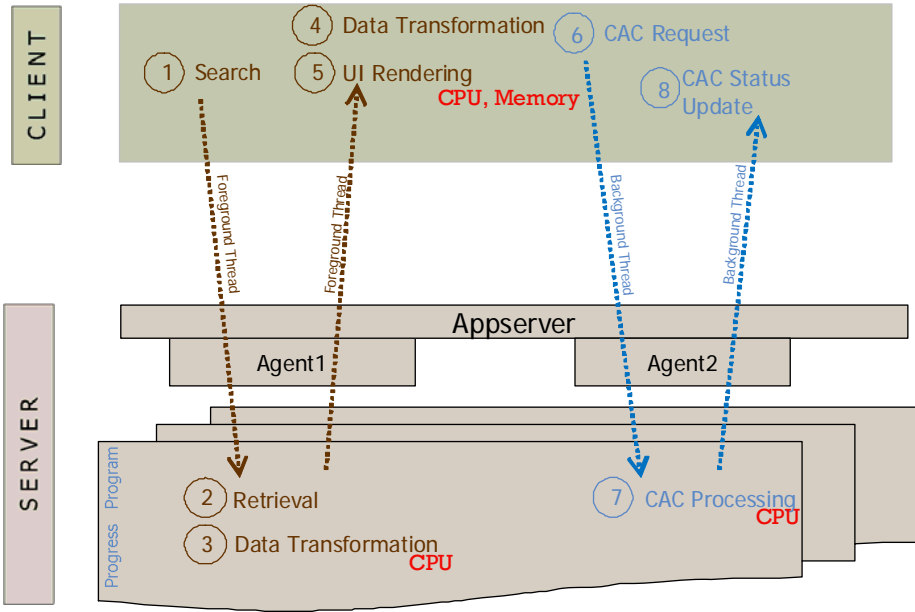 CLIENT
4 Data Transformation
6 CAC Request
1 Search
5 UI Rendering
8 CAC Status
Update
CPU, Memory
Foreground Thread
Foreground Thread
Background Thread
Background Thread
SERVER
Appserver
Agent1
Agent2
Progress Program
2 Retrieval
7 CAC Processing
CPU
3 Data Transformation
CPU